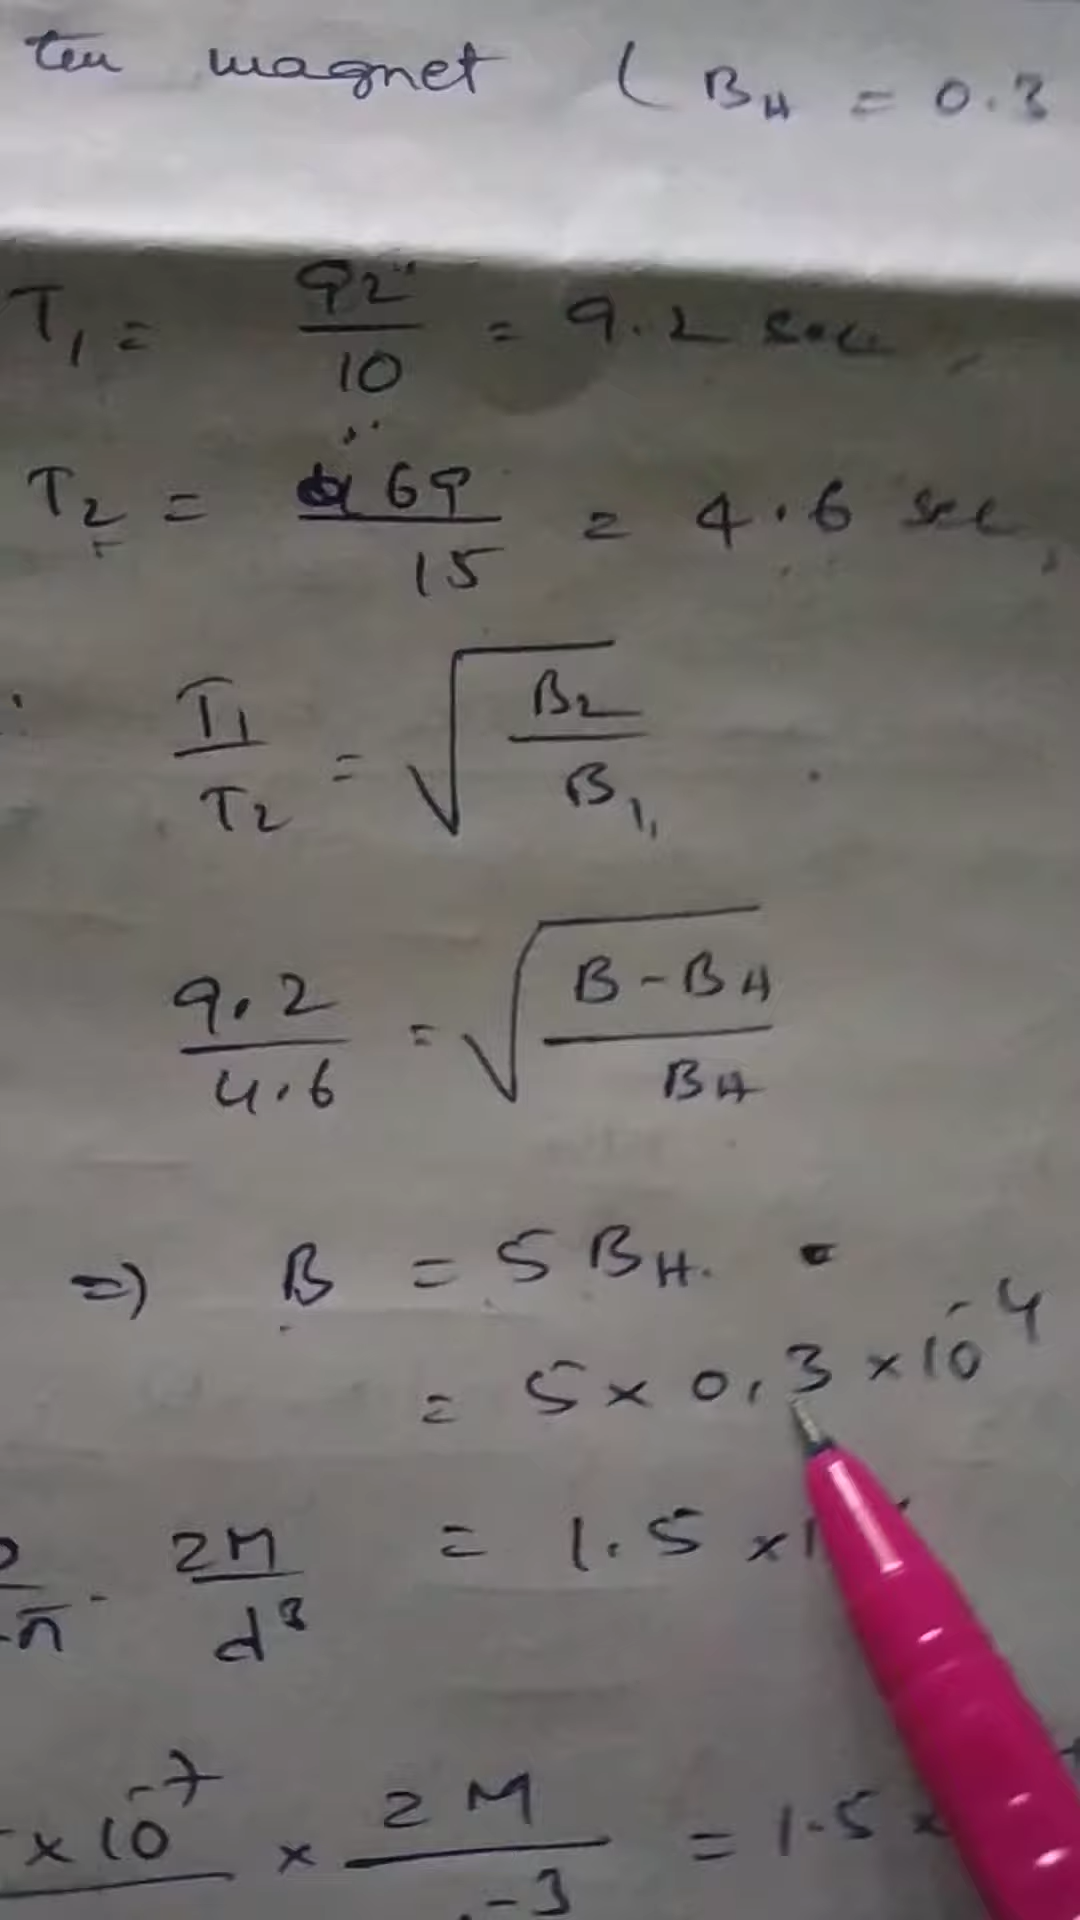 ten magnet ( BH = 0.3
T1 = 92/10 = 9.2 sec,
T2 = 69/15 = 4.6 sec,
T1/T2 = √(B2/B1)
9.2/4.6 = √((B-BH)/BH)
⇒ B = 5 BH.
= 5 × 0.3 × 10^-4
2M/d³ = 1.5 ×
× 10^-7 × 2M/ -3 = 1.5 ×